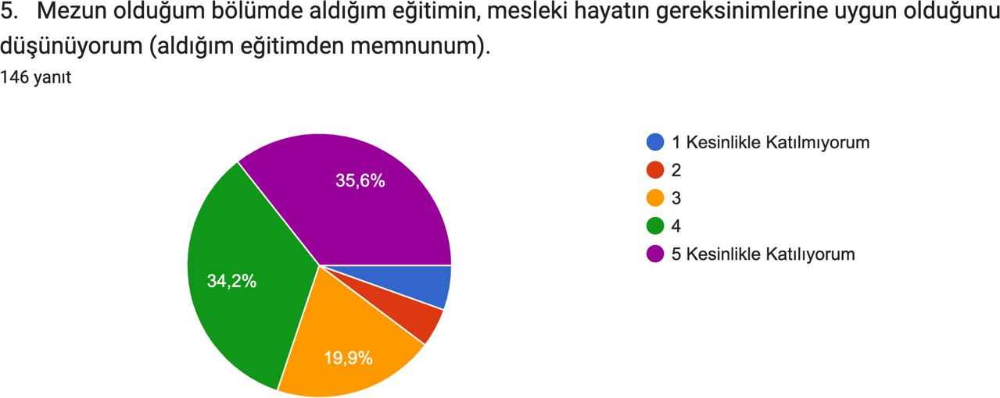 5. Mezun olduğum bölümde aldığım eğitimin, mesleki hayatın gereksinimlerine uygun olduğunu
düşünüyorum (aldığım eğitimden memnunum).
146 yanıt
35,6%
34,2%
19,9%
1 Kesinlikle Katılmıyorum
2
3
4
5 Kesinlikle Katılıyorum